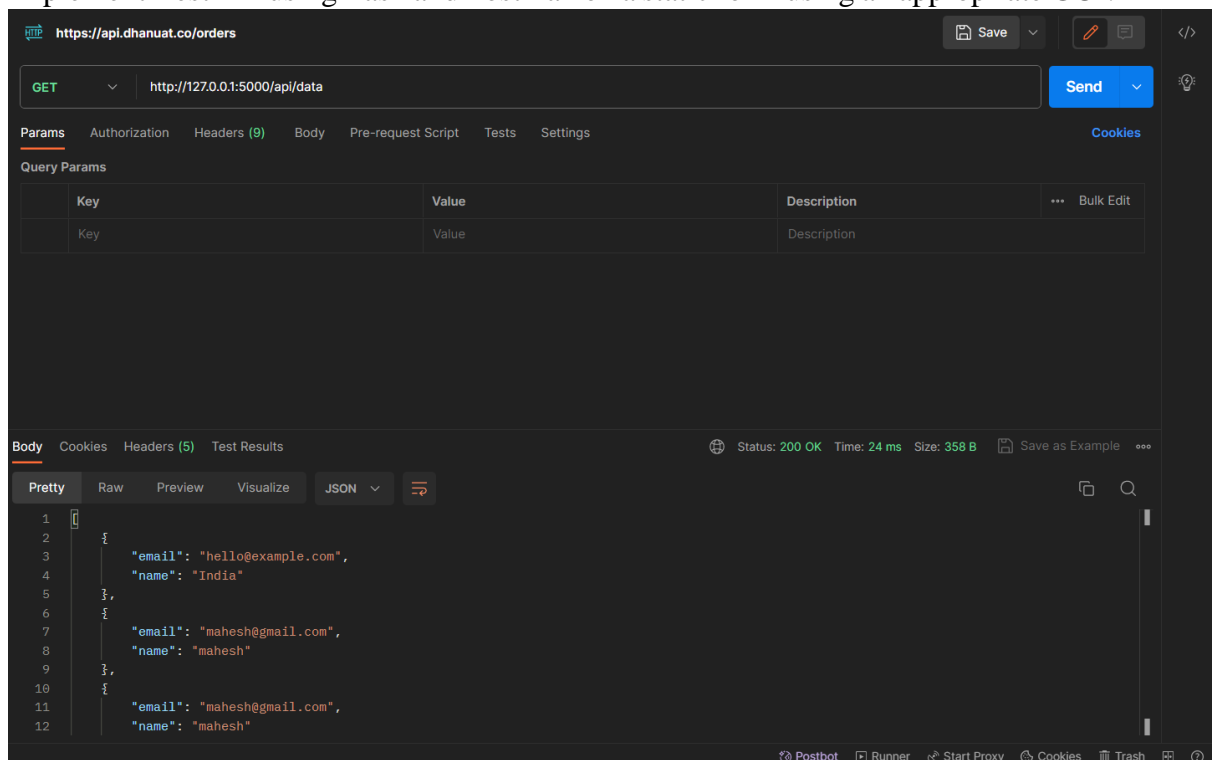 https://api.dhanuat.co/orders Save
GET http://127.0.0.1:5000/api/data Send
Params Authorization Headers (9) Body Pre-request Script Tests Settings Cookies
Query Params
Key Value Description Bulk Edit
Key Value Description
Body Cookies Headers (5) Test Results Status: 200 OK Time: 24 ms Size: 358 B Save as Example
Pretty Raw Preview Visualize JSON
1 [
2 {
3 "email": "hello@example.com",
4 "name": "India"
5 },
6 {
7 "email": "mahesh@gmail.com",
8 "name": "mahesh"
9 },
10 {
11 "email": "mahesh@gmail.com",
12 "name": "mahesh"
Postbot Runner Start Proxy Cookies Trash